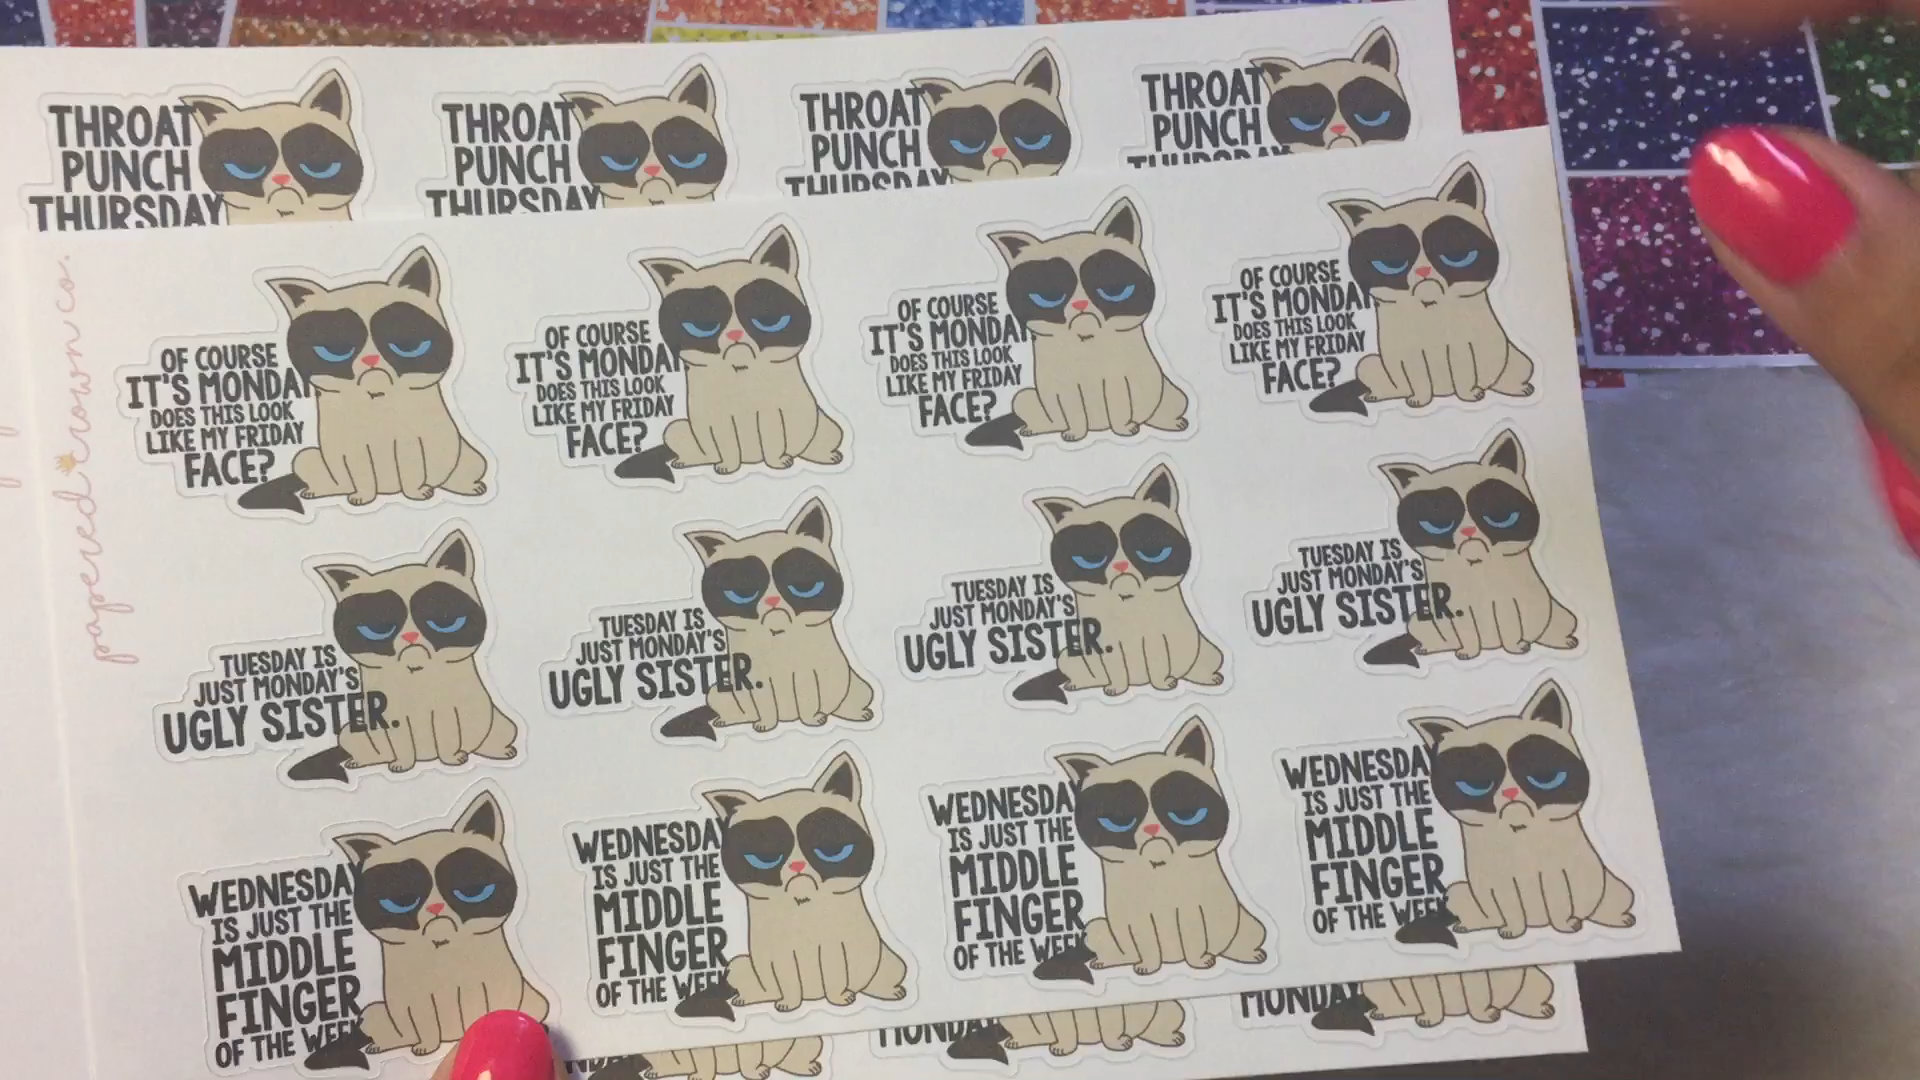 THROAT
PUNCH
THURSDAY
THROAT
PUNCH
THURSDAY
THROAT
PUNCH
THURSDAY
THROAT
PUNCH
THURSDAY
papered crown co.
OF COURSE
IT'S MONDAY
DOES THIS LOOK
LIKE MY FRIDAY
FACE?
OF COURSE
IT'S MONDAY
DOES THIS LOOK
LIKE MY FRIDAY
FACE?
OF COURSE
IT'S MONDAY
DOES THIS LOOK
LIKE MY FRIDAY
FACE?
OF COURSE
IT'S MONDAY
DOES THIS LOOK
LIKE MY FRIDAY
FACE?
TUESDAY IS
JUST MONDAY'S
UGLY SISTER.
TUESDAY IS
JUST MONDAY'S
UGLY SISTER.
TUESDAY IS
JUST MONDAY'S
UGLY SISTER.
TUESDAY IS
JUST MONDAY'S
UGLY SISTER.
WEDNESDAY
IS JUST THE
MIDDLE
FINGER
OF THE WEEK
WEDNESDAY
IS JUST THE
MIDDLE
FINGER
OF THE WEEK
WEDNESDAY
IS JUST THE
MIDDLE
FINGER
OF THE WEEK
WEDNESDAY
IS JUST THE
MIDDLE
FINGER
OF THE WEEK
MONDAY
MONDAY